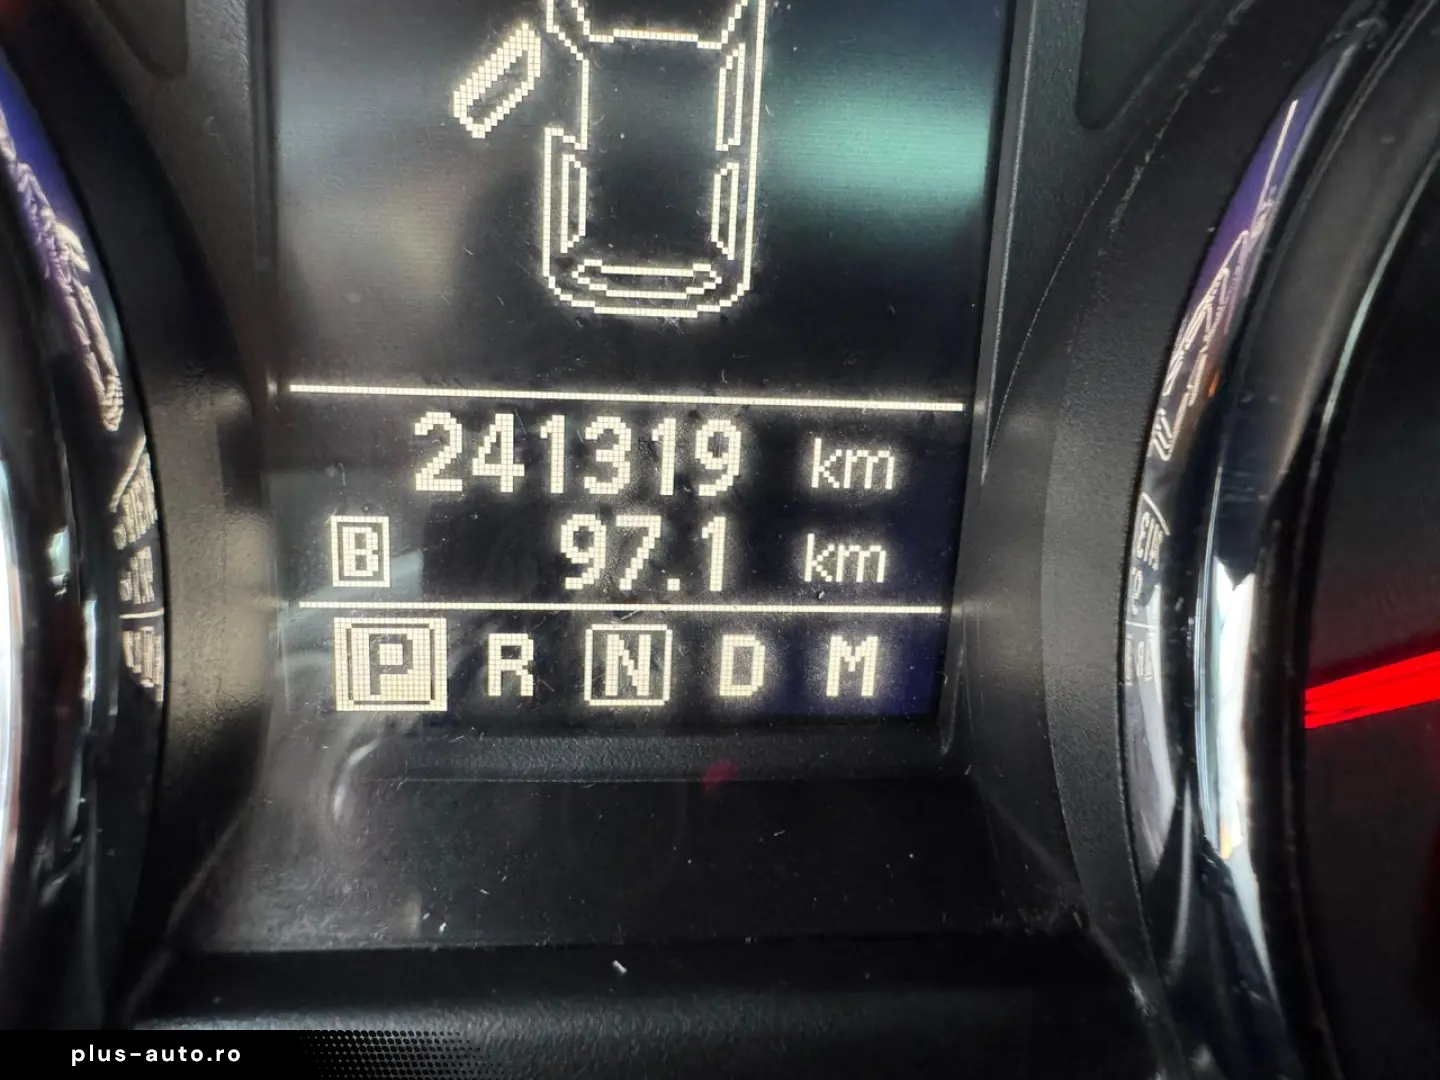 241319 km
B 97.1 km
P R N D M
plus-auto.ro